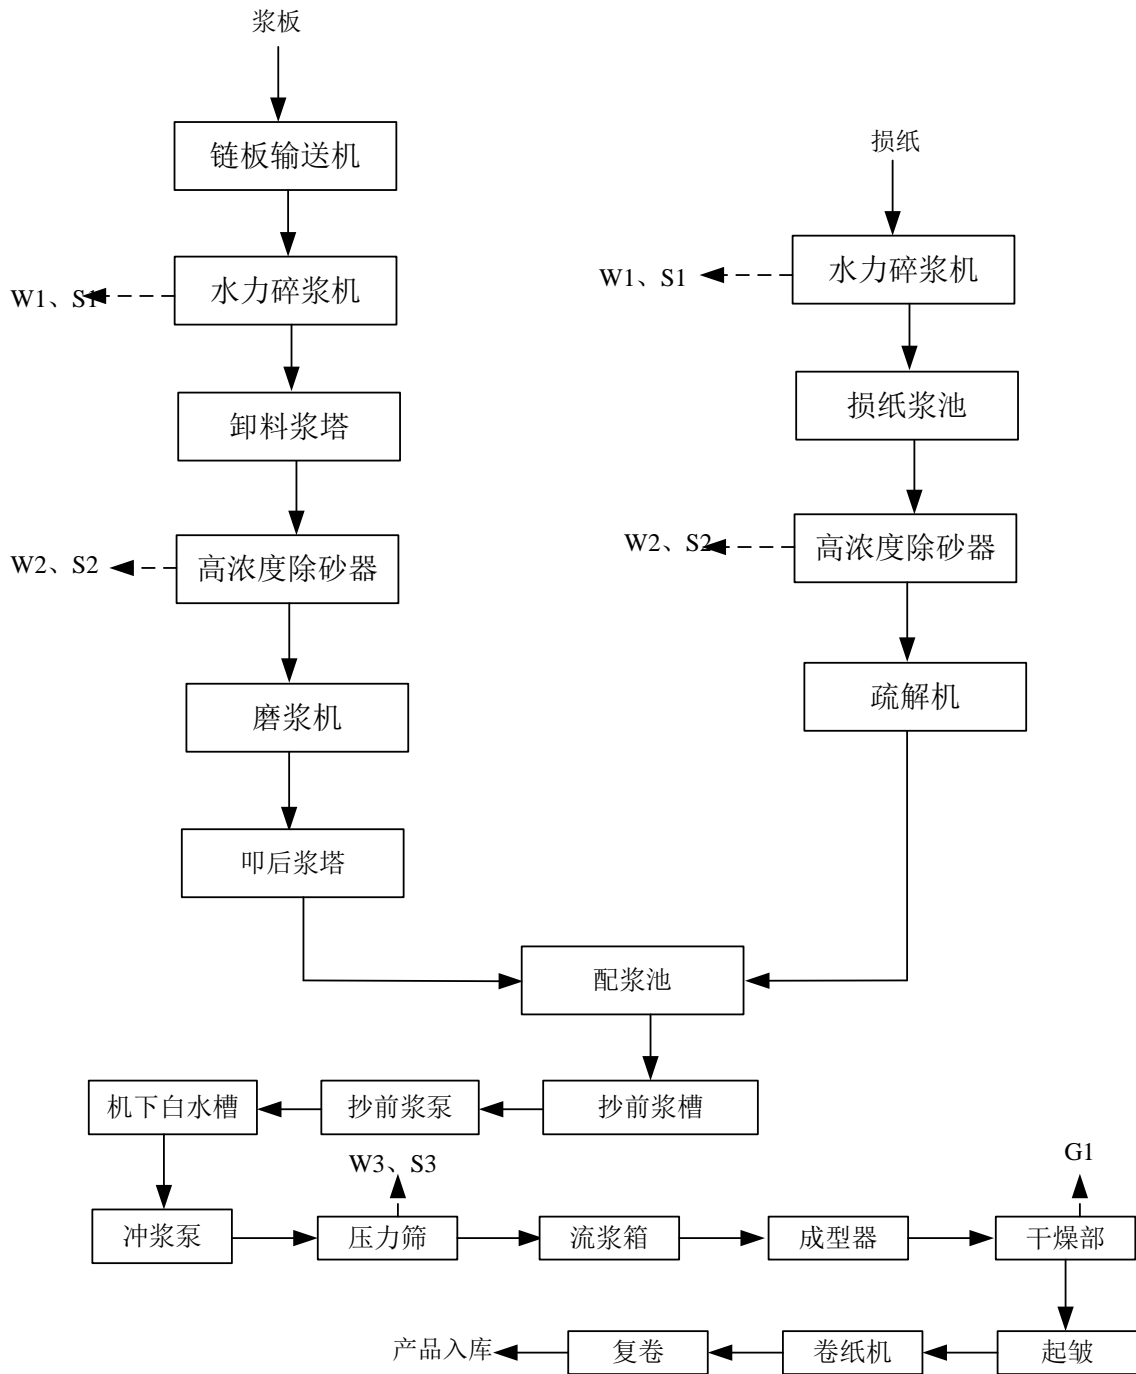 浆板
链板输送机
损纸
水力碎浆机
W1、S1
水力碎浆机
W1、S1
卸料浆塔
损纸浆池
高浓度除砂器
W2、S2
高浓度除砂器
W2、S2
磨浆机
疏解机
叩后浆塔
配浆池
机下白水槽
抄前浆泵
抄前浆槽
W3、S3
G1
冲浆泵
压力筛
流浆箱
成型器
干燥部
产品入库
复卷
卷纸机
起皱